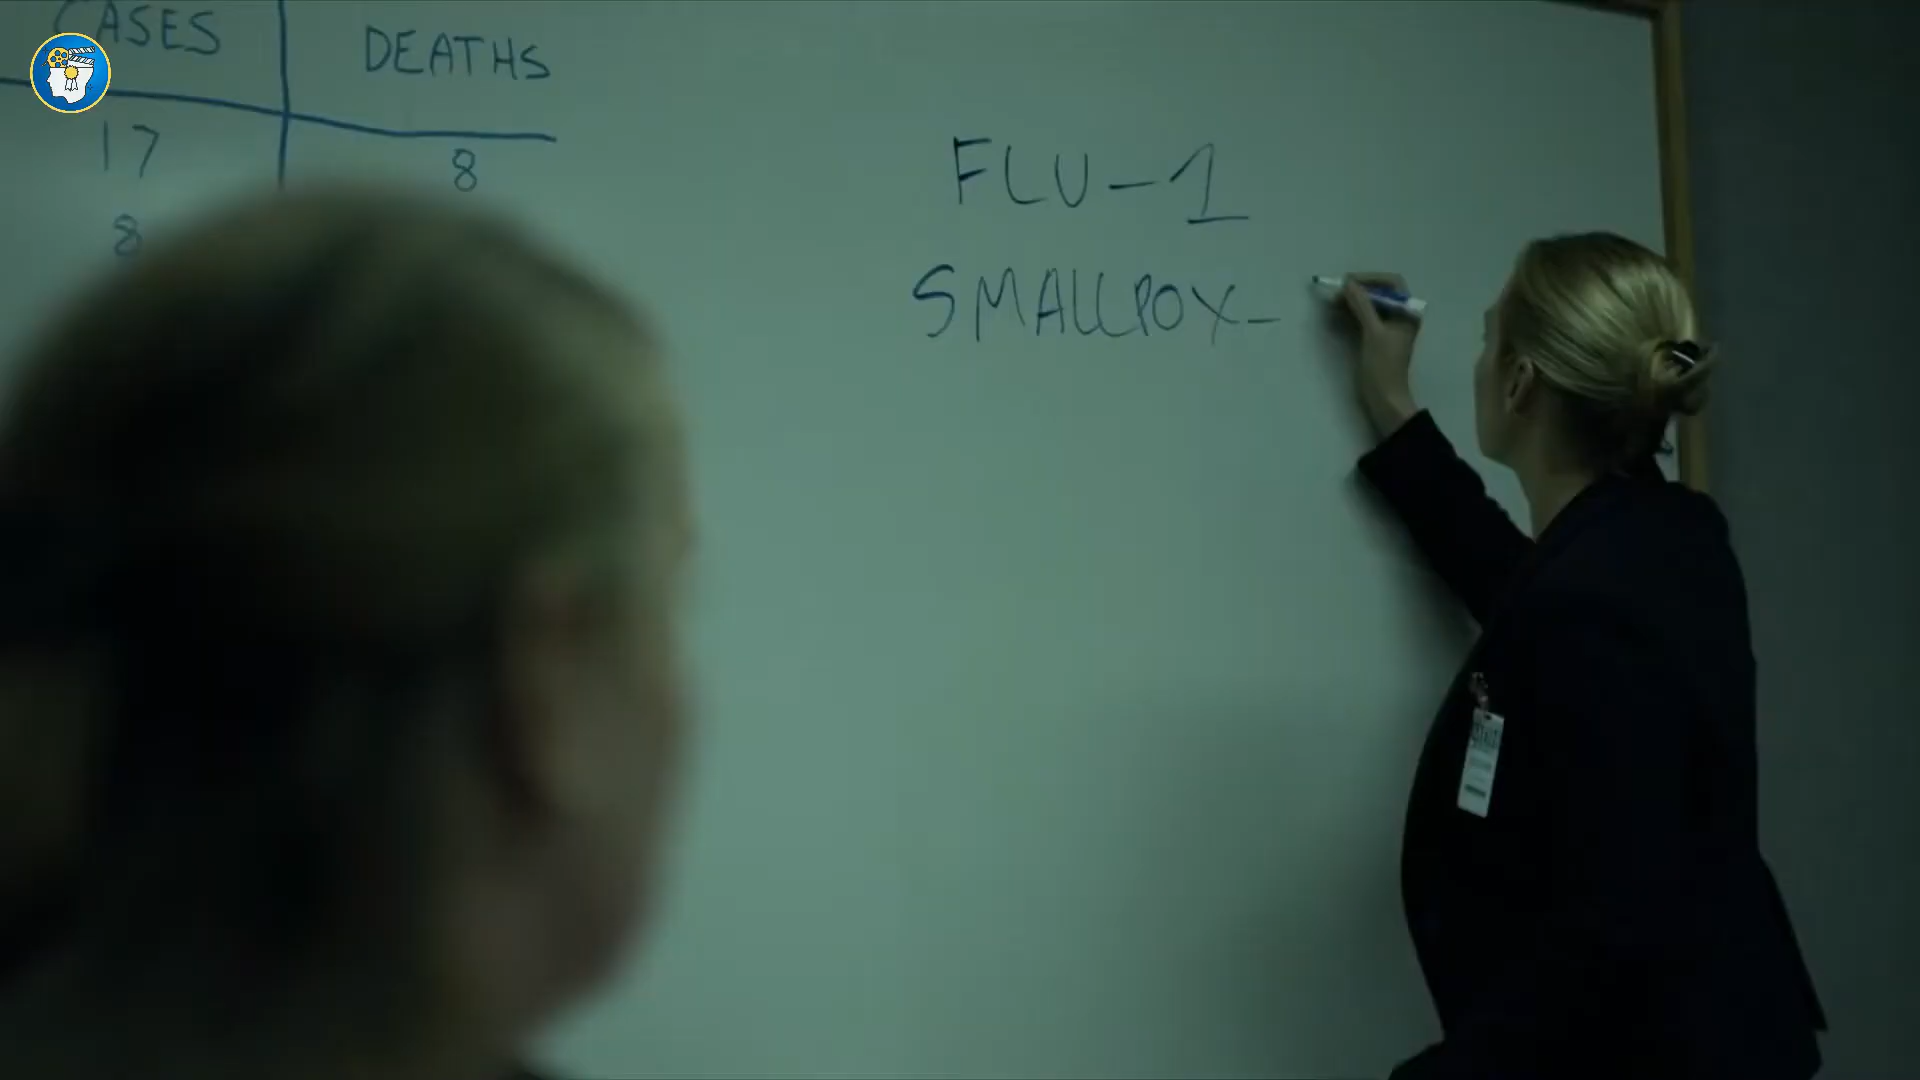 CASES DEATHS
17 8
8
FLU-1
SMALLPOX-